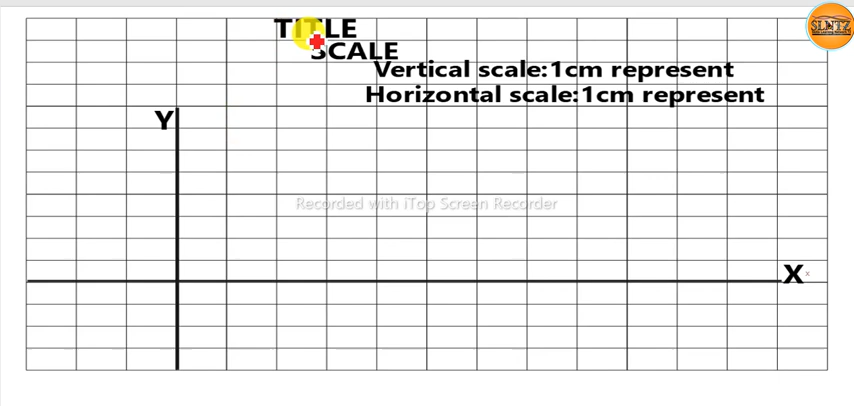 TITLE
SCALE
Vertical scale:1cm represent
Horizontal scale:1cm represent
Y
Recorded with iTop Screen Recorder
X
x